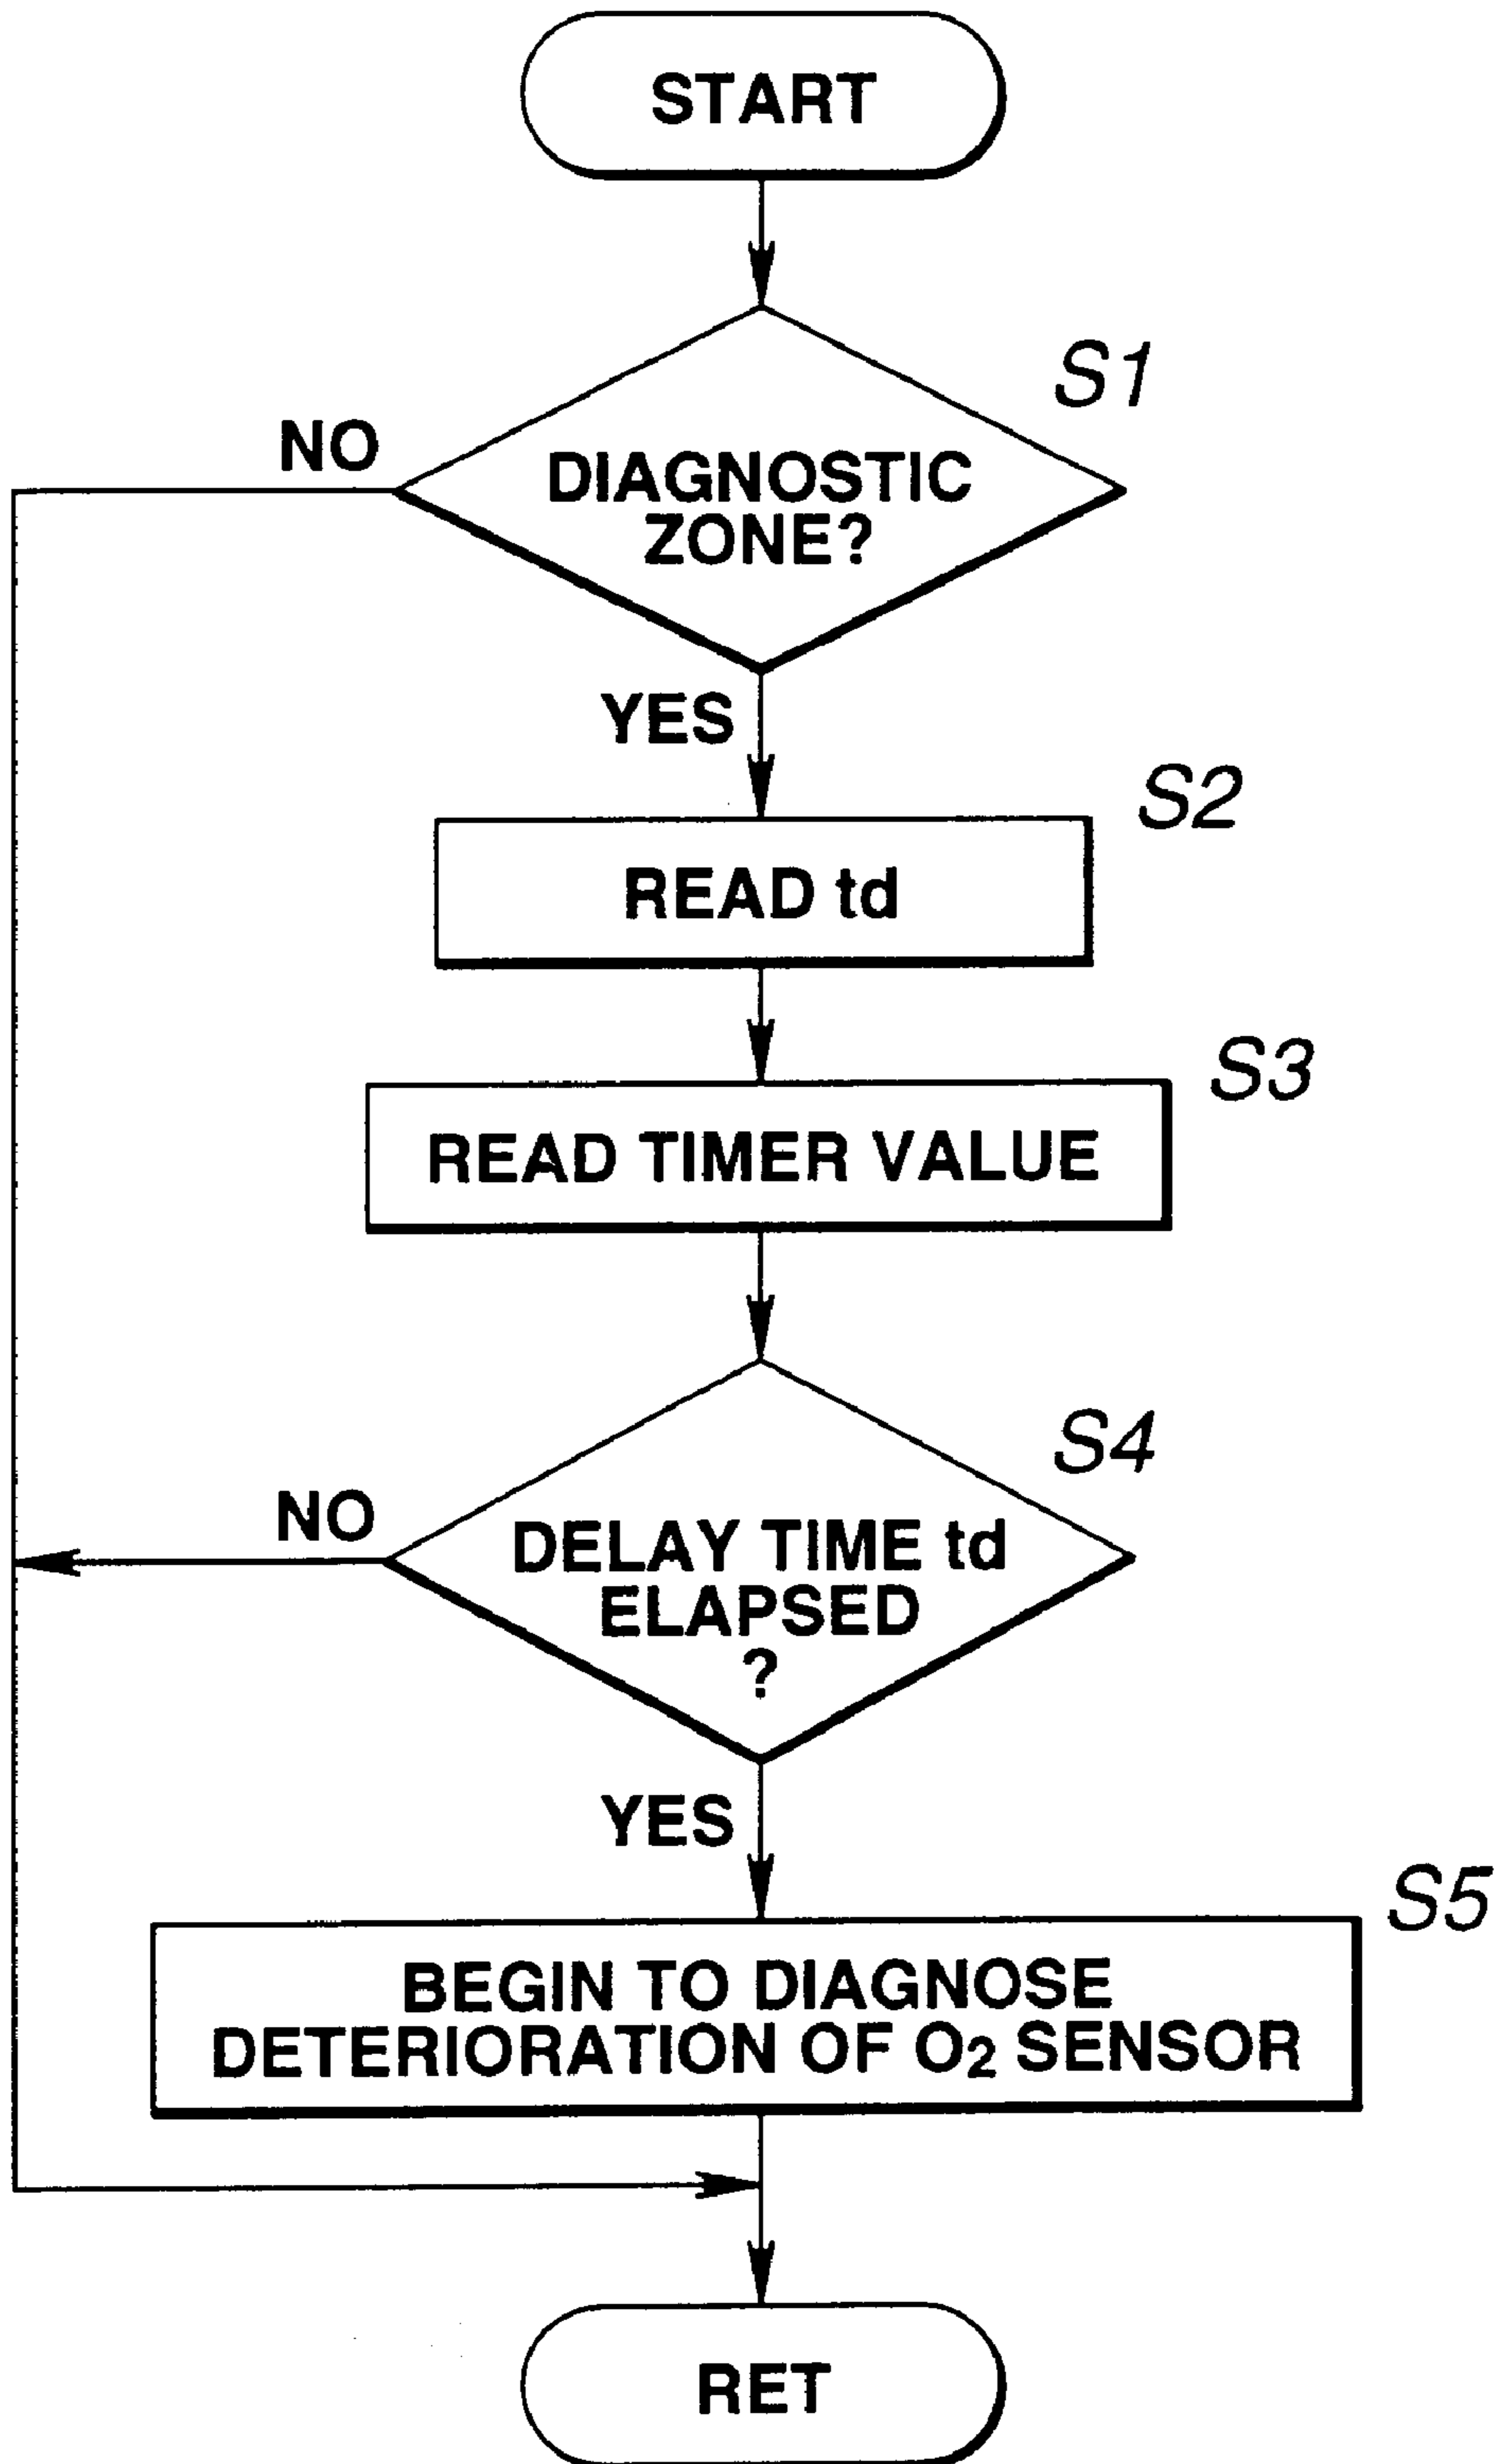 START
S1
NO
DIAGNOSTIC
ZONE?
YES
S2
READ td
S3
READ TIMER VALUE
S4
NO
DELAY TIME td
ELAPSED
?
YES
S5
BEGIN TO DIAGNOSE
DETERIORATION OF O₂ SENSOR
RET